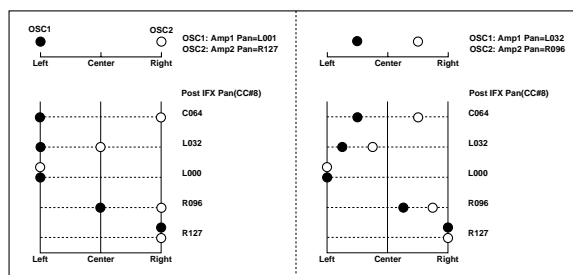 OSC1 OSC2
OSC1: Amp1 Pan=L001
OSC2: Amp2 Pan=R127
Left Center Right
Post IFX Pan(CC#8)
C064
L032
L000
R096
R127
Left Center Right
OSC1: Amp1 Pan=L032
OSC2: Amp2 Pan=R096
Left Center Right
Post IFX Pan(CC#8)
C064
L032
L000
R096
R127
Left Center Right